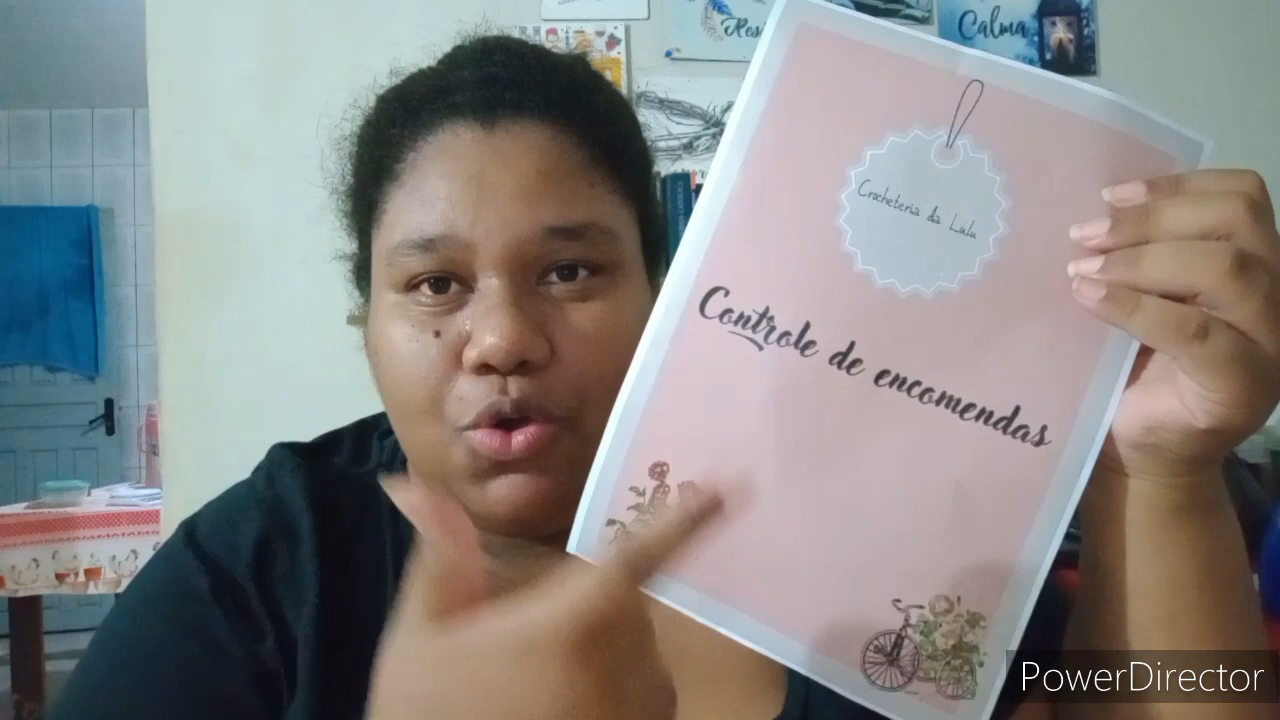 Calma
Crocheteria da Lulu
Controle de encomendas
PowerDirector